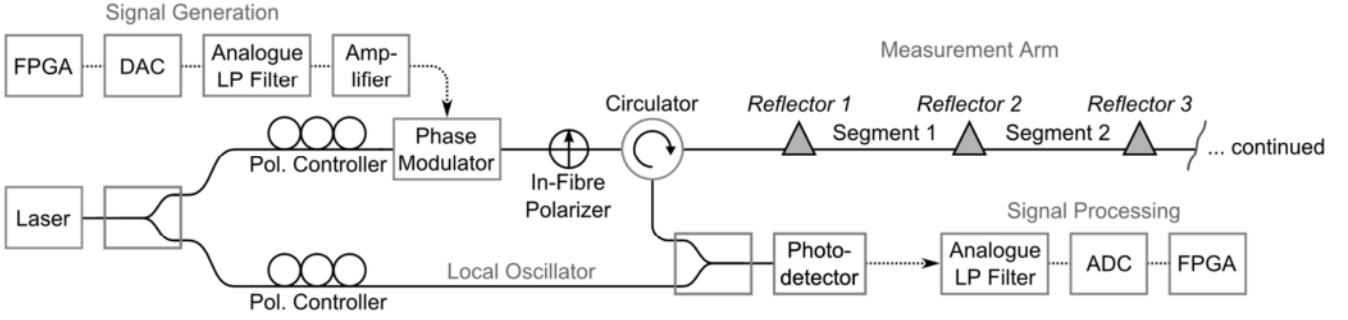 Signal Generation
FPGA
DAC
Analogue
LP Filter
Amp-
lifier
Measurement Arm
Circulator
Reflector 1
Reflector 2
Reflector 3
Segment 1
Segment 2
... continued
Phase
Modulator
Pol. Controller
In-Fibre
Polarizer
Laser
Signal Processing
Local Oscillator
Photo-
detector
Analogue
LP Filter
ADC
FPGA
Pol. Controller